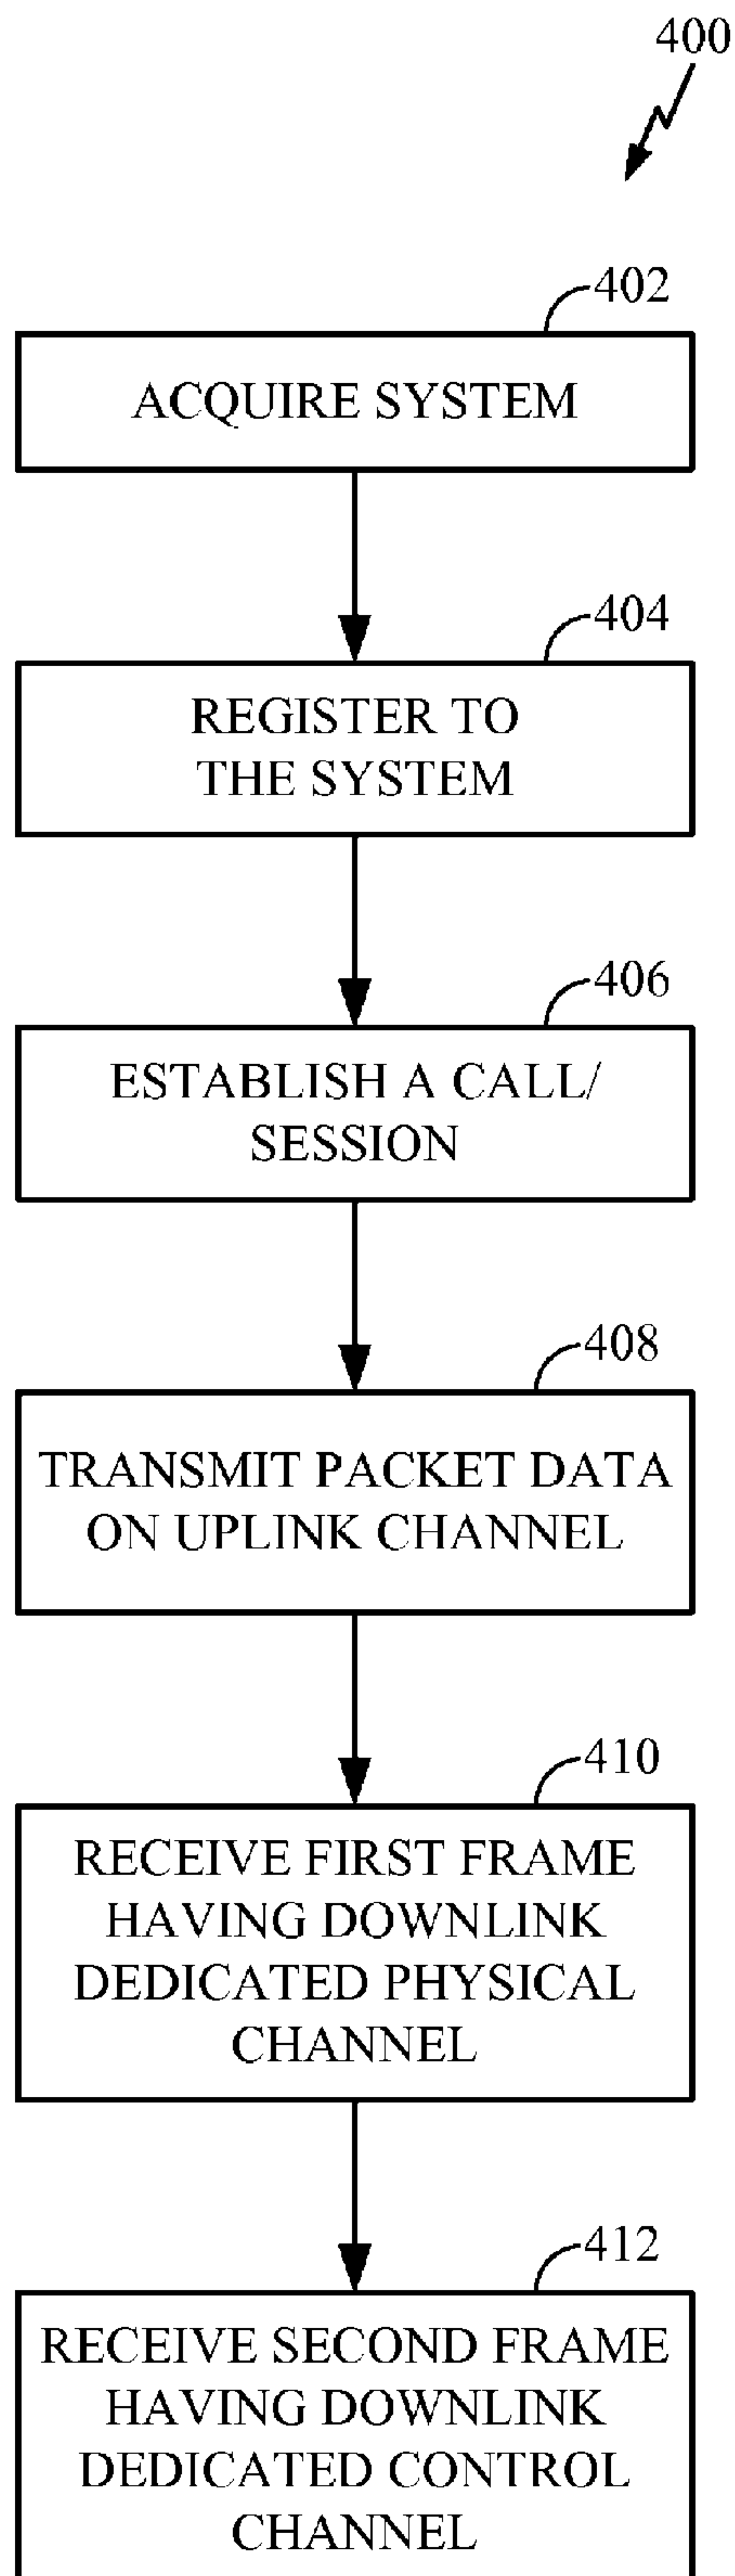 400
402
ACQUIRE SYSTEM
404
REGISTER TO
THE SYSTEM
406
ESTABLISH A CALL/
SESSION
408
TRANSMIT PACKET DATA
ON UPLINK CHANNEL
410
RECEIVE FIRST FRAME
HAVING DOWNLINK
DEDICATED PHYSICAL
CHANNEL
412
RECEIVE SECOND FRAME
HAVING DOWNLINK
DEDICATED CONTROL
CHANNEL